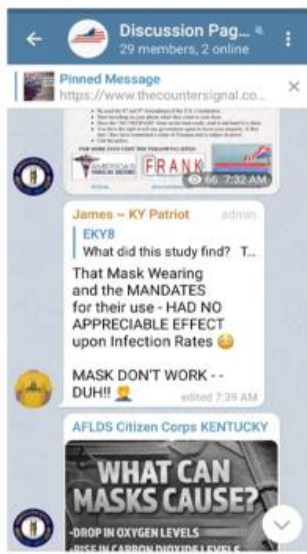 Discussion Pag...
29 members, 2 online
Pinned Message
https://www.thecountersignal.co...
FOR MORE
AMERICA'S FRANK
66 7:32 AM
James ~ KY Patriot admin
EKY8
What did this study find? T...
That Mask Wearing
and the MANDATES
for their use - HAD NO
APPRECIABLE EFFECT
upon Infection Rates 😳
MASK DON'T WORK - -
DUH!! 🤦
edited 7:39 AM
AFLDS Citizen Corps KENTUCKY
WHAT CAN
MASKS CAUSE?
-DROP IN OXYGEN LEVELS
-RISE IN CARBON DIOXIDE LEVELS